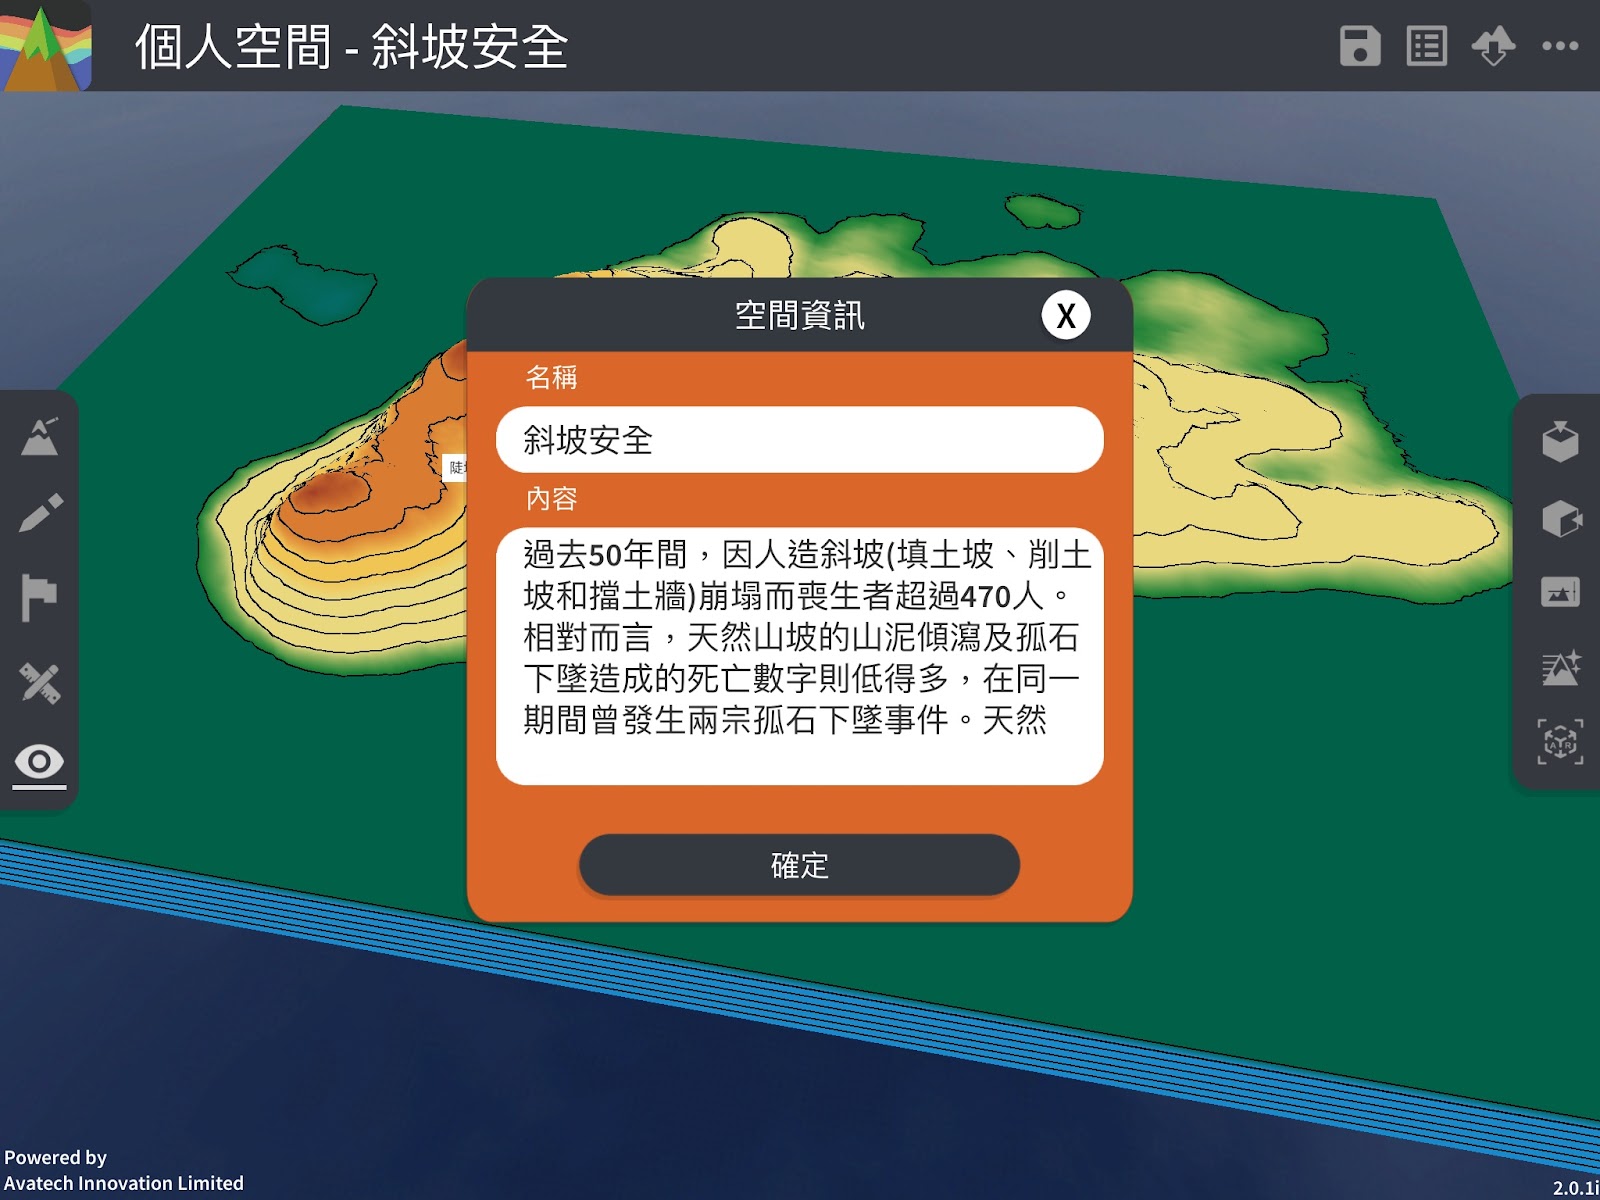 個人空間 - 斜坡安全
空間資訊
X
名稱
斜坡安全
內容
過去50年間，因人造斜坡(填土坡、削土
坡和擋土牆)崩塌而喪生者超過470人。
相對而言，天然山坡的山泥傾瀉及孤石
下墜造成的死亡數字則低得多，在同一
期間曾發生兩宗孤石下墜事件。天然
確定
陡
Powered by
Avatech Innovation Limited
2.0.1i